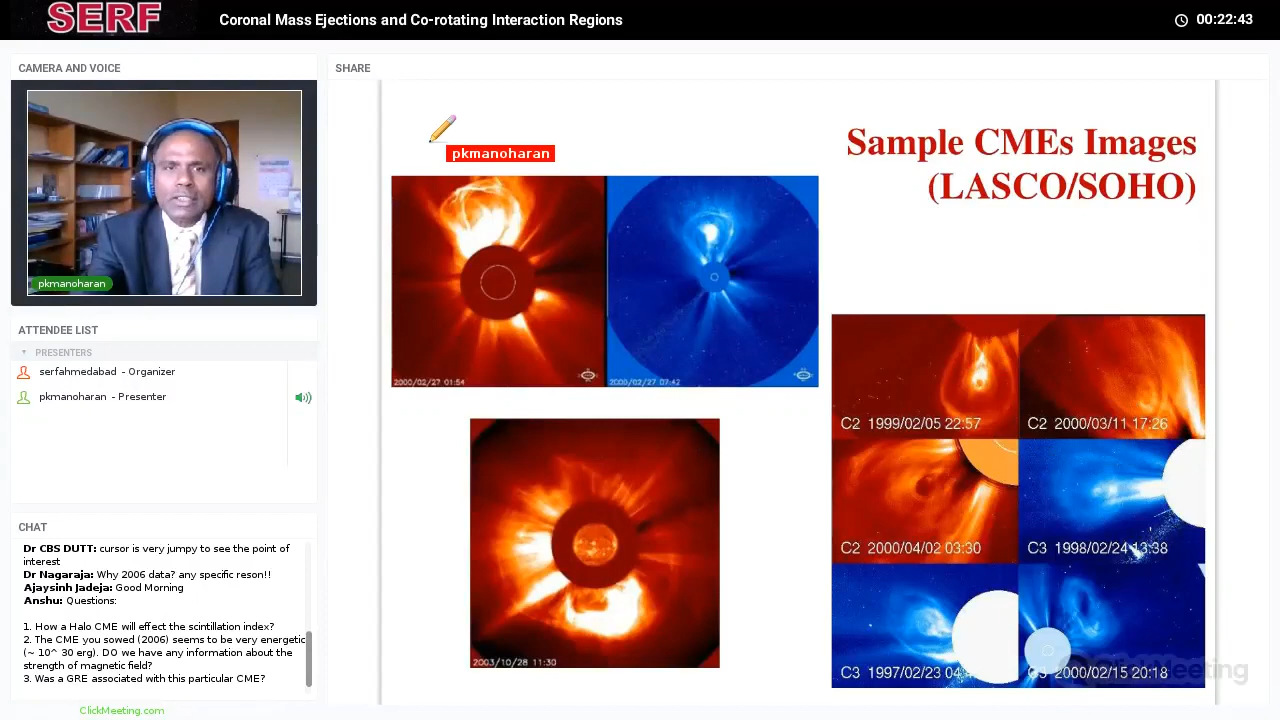 SERF
Coronal Mass Ejections and Co-rotating Interaction Regions
00:22:43
CAMERA AND VOICE
pkmanoharan
ATTENDEE LIST
PRESENTERS
serfahmedabad - Organizer
pkmanoharan - Presenter
CHAT
Dr CBS DUTT: cursor is very jumpy to see the point of
interest
Dr Nagaraja: Why 2006 data? any specific reson!!
Ajaysinh Jadeja: Good Morning
Anshu: Questions:
1. How a Halo CME will effect the scintillation index?
2. The CME you sowed (2006) seems to be very energetic
(~ 10^ 30 erg). DO we have any information about the
strength of magnetic field?
3. Was a GRE associated with this particular CME?
ClickMeeting.com
SHARE
pkmanoharan
Sample CMEs Images
(LASCO/SOHO)
2000/02/27 01:54
2000/02/27 07:42
2003/10/28 11:30
C2 1999/02/05 22:57
C2 2000/03/11 17:26
C2 2000/04/02 03:30
C3 1998/02/24 13:38
C3 1997/02/23
C3 2000/02/15 20:18
ClickMeeting